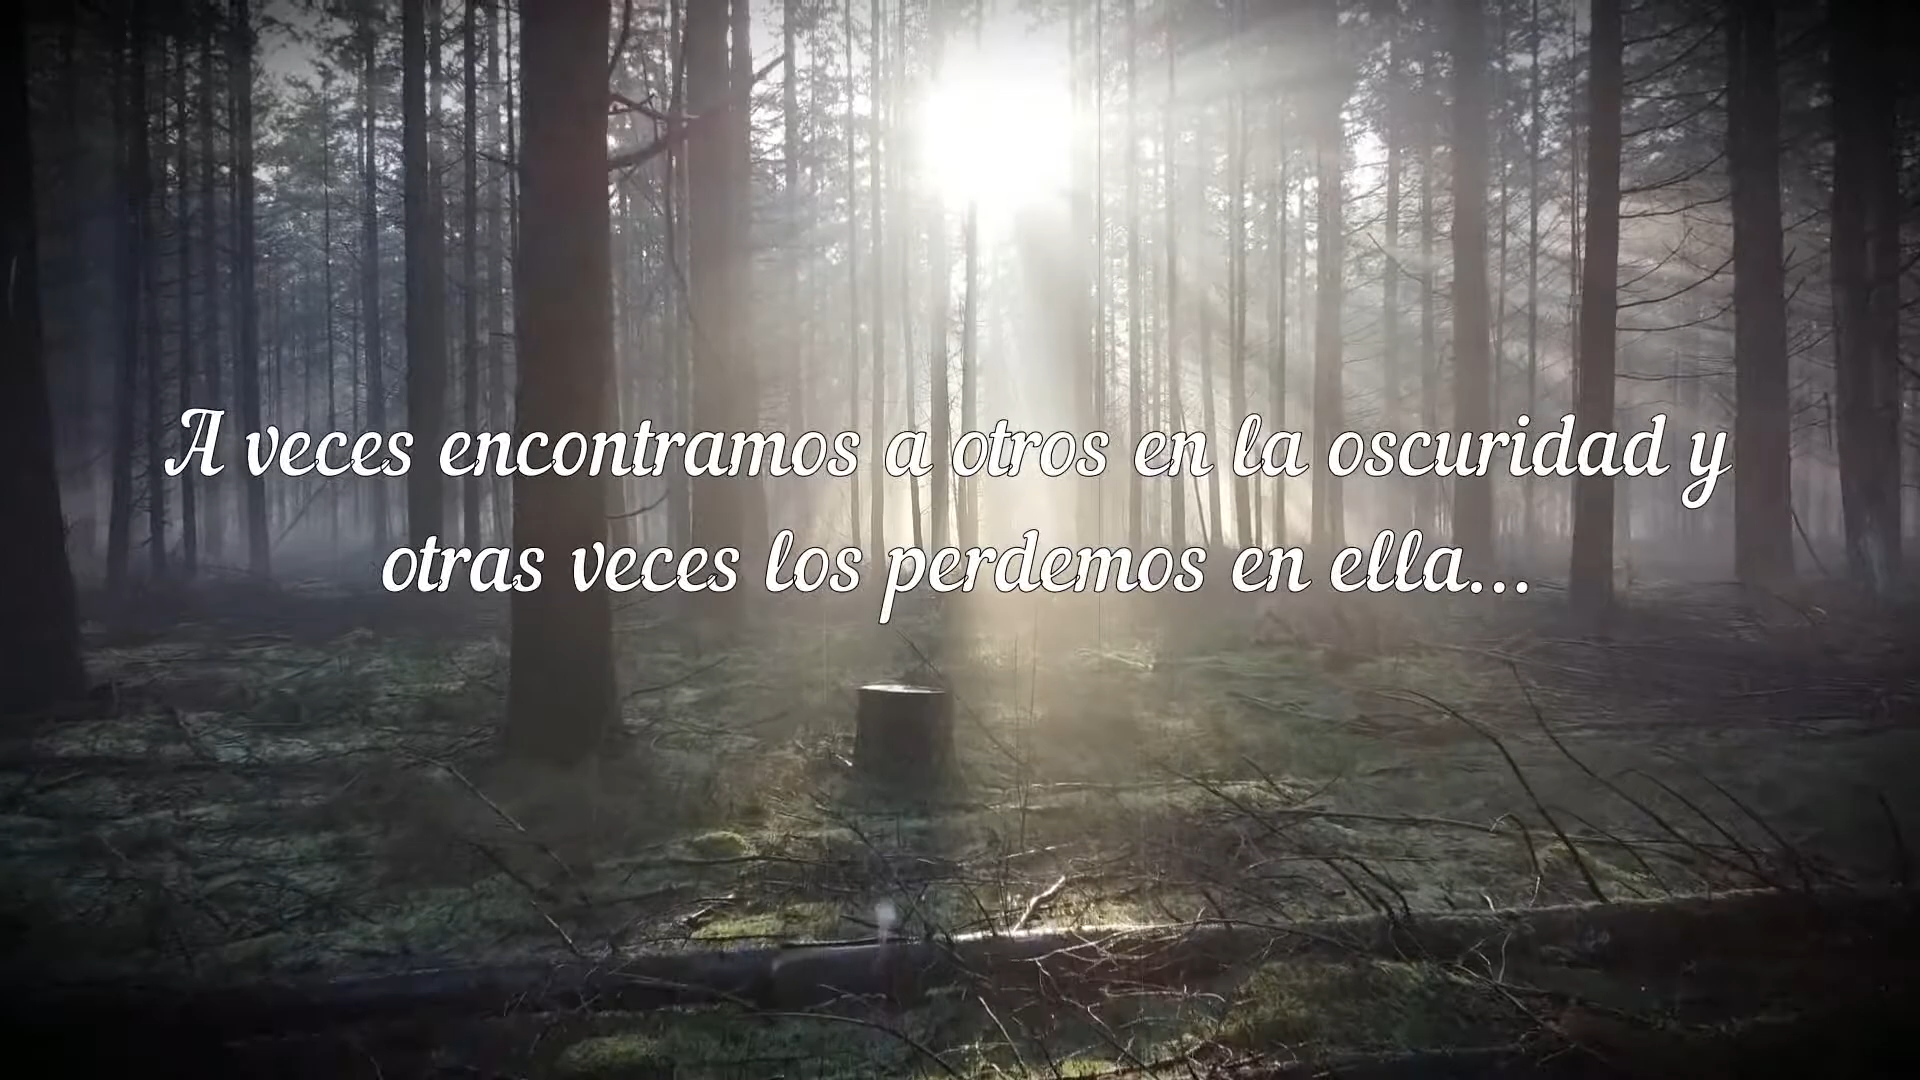 A veces encontramos a otros en la oscuridad y
otras veces los perdemos en ella...